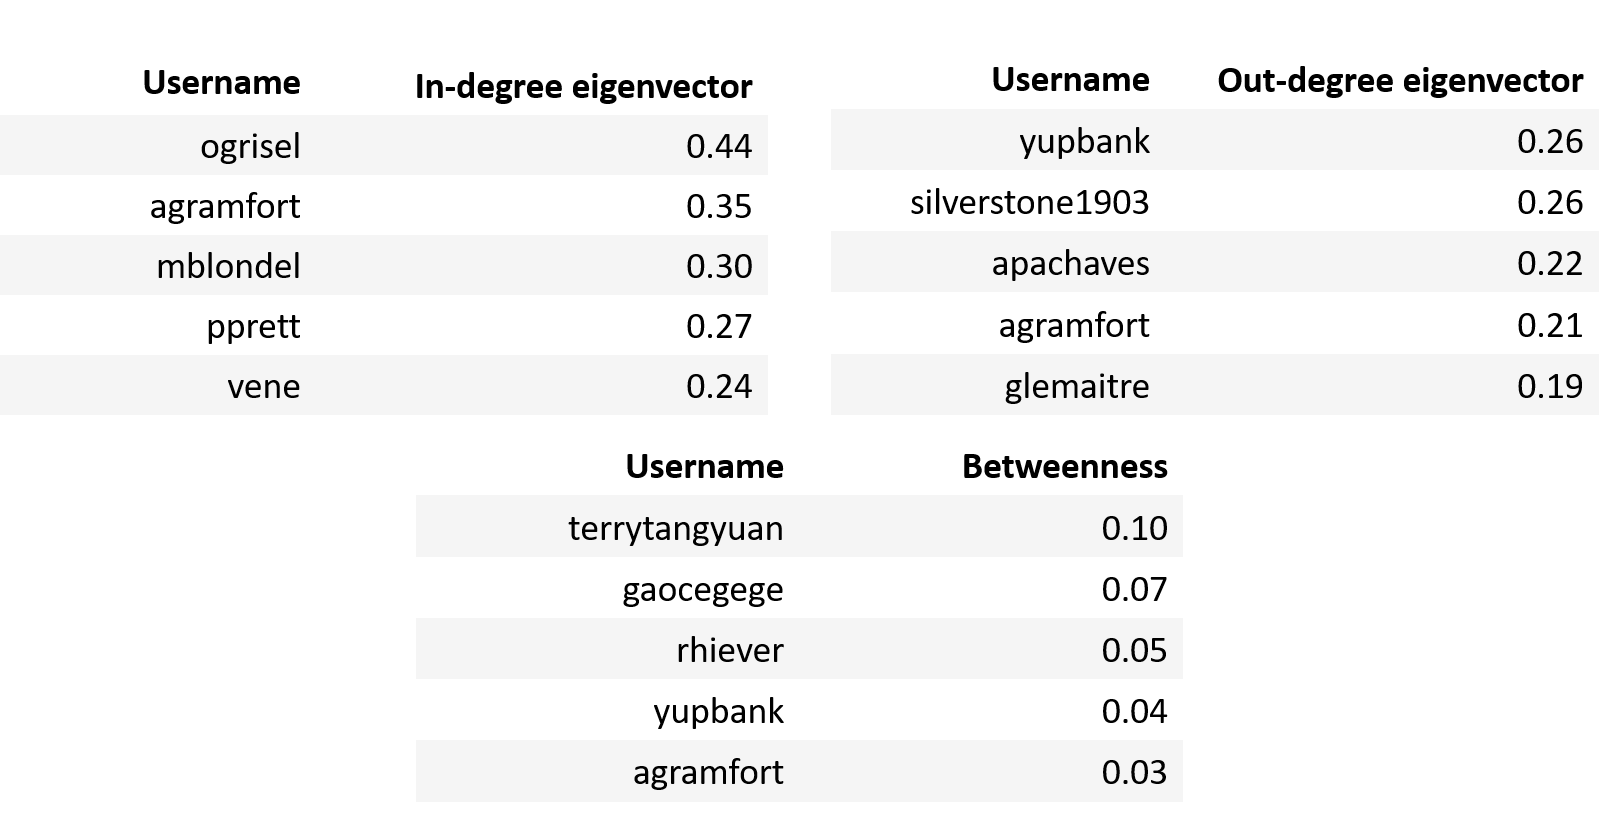 Username In-degree eigenvector
ogrisel 0.44
agramfort 0.35
mblondel 0.30
pprett 0.27
vene 0.24
Username Out-degree eigenvector
yupbank 0.26
silverstone1903 0.26
apachaves 0.22
agramfort 0.21
glemaitre 0.19
Username Betweenness
terrytangyuan 0.10
gaocegege 0.07
rhiever 0.05
yupbank 0.04
agramfort 0.03